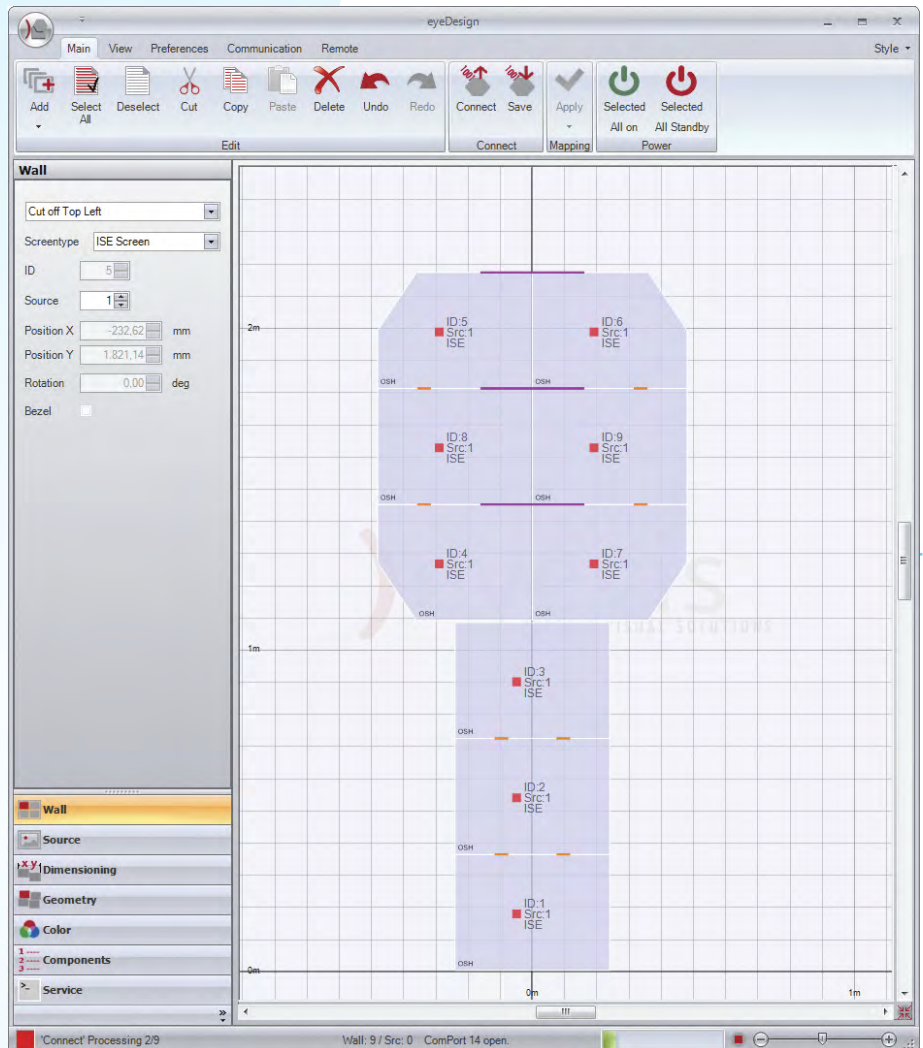 eyeDesign
Main View Preferences Communication Remote Style
Add Select All Deselect Cut Copy Paste Delete Undo Redo Connect Save Apply Selected Selected
All on All Standby
Edit Connect Mapping Power
Wall
Cut off Top Left
Screentype ISE Screen
ID 5
Source 1
Position X -232,62 mm
Position Y 1.821,14 mm
Rotation 0,00 deg
Bezel
Wall
Source
Dimensioning
Geometry
Color
Components
Service
2m
1m
0m
0m 1m
ID:5
Src:1
ISE
OSH
ID:6
Src:1
ISE
OSH
ID:8
Src:1
ISE
OSH
ID:9
Src:1
ISE
OSH
ID:4
Src:1
ISE
OSH
ID:7
Src:1
ISE
OSH
ID:3
Src:1
ISE
OSH
ID:2
Src:1
ISE
OSH
ID:1
Src:1
ISE
OSH
SOLUTIONS
'Connect' Processing 2/9 Wall: 9 / Src: 0 ComPort 14 open.